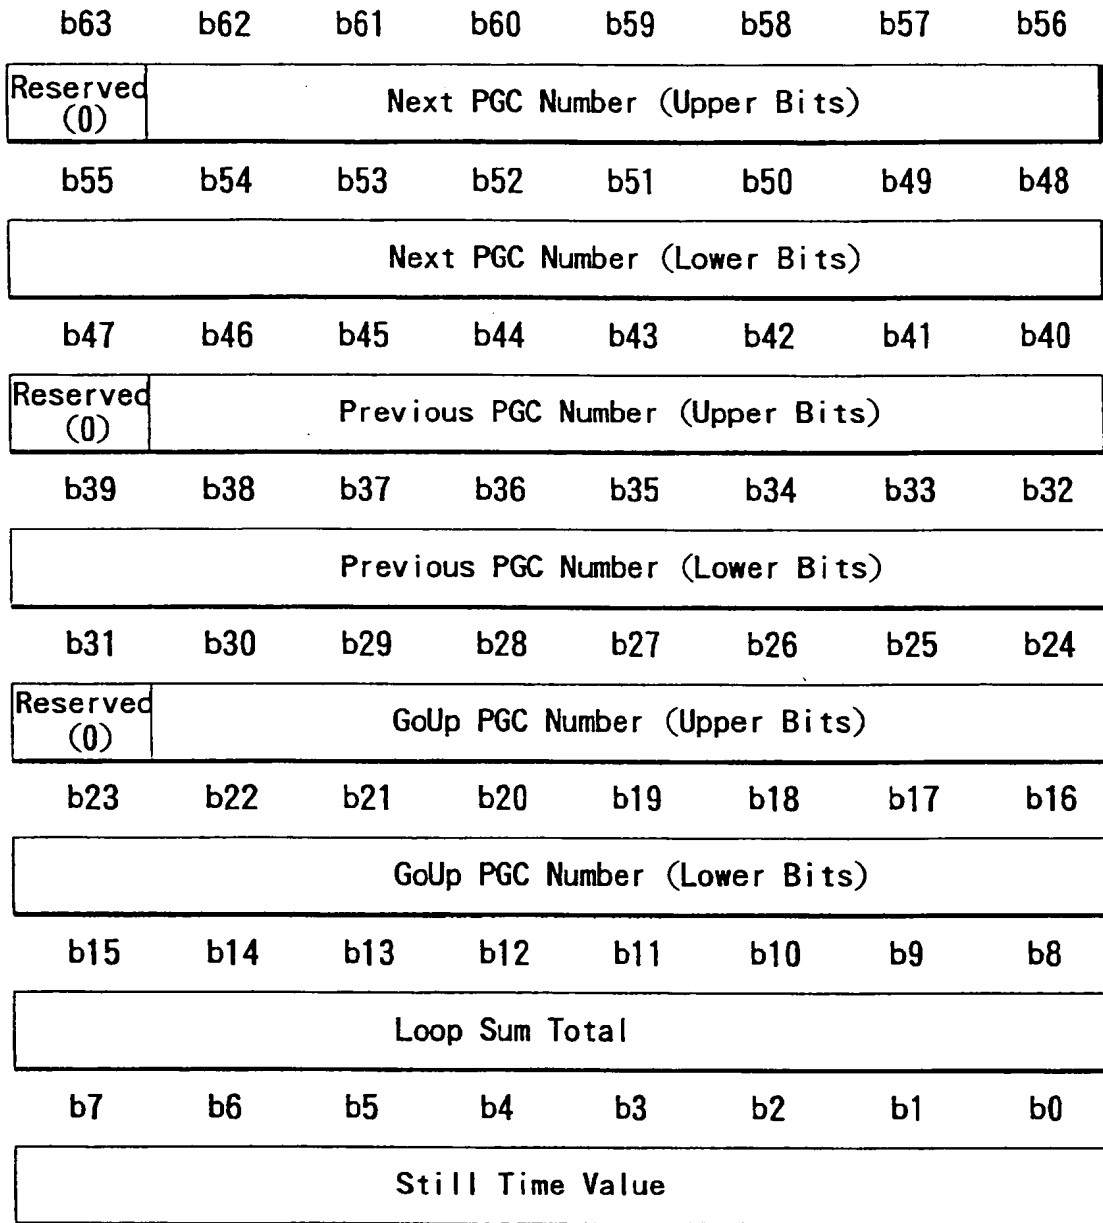 b63 b62 b61 b60 b59 b58 b57 b56
Reserved
(0)
Next PGC Number (Upper Bits)
b55 b54 b53 b52 b51 b50 b49 b48
Next PGC Number (Lower Bits)
b47 b46 b45 b44 b43 b42 b41 b40
Reserved
(0)
Previous PGC Number (Upper Bits)
b39 b38 b37 b36 b35 b34 b33 b32
Previous PGC Number (Lower Bits)
b31 b30 b29 b28 b27 b26 b25 b24
Reserved
(0)
GoUp PGC Number (Upper Bits)
b23 b22 b21 b20 b19 b18 b17 b16
GoUp PGC Number (Lower Bits)
b15 b14 b13 b12 b11 b10 b9 b8
Loop Sum Total
b7 b6 b5 b4 b3 b2 b1 b0
Still Time Value